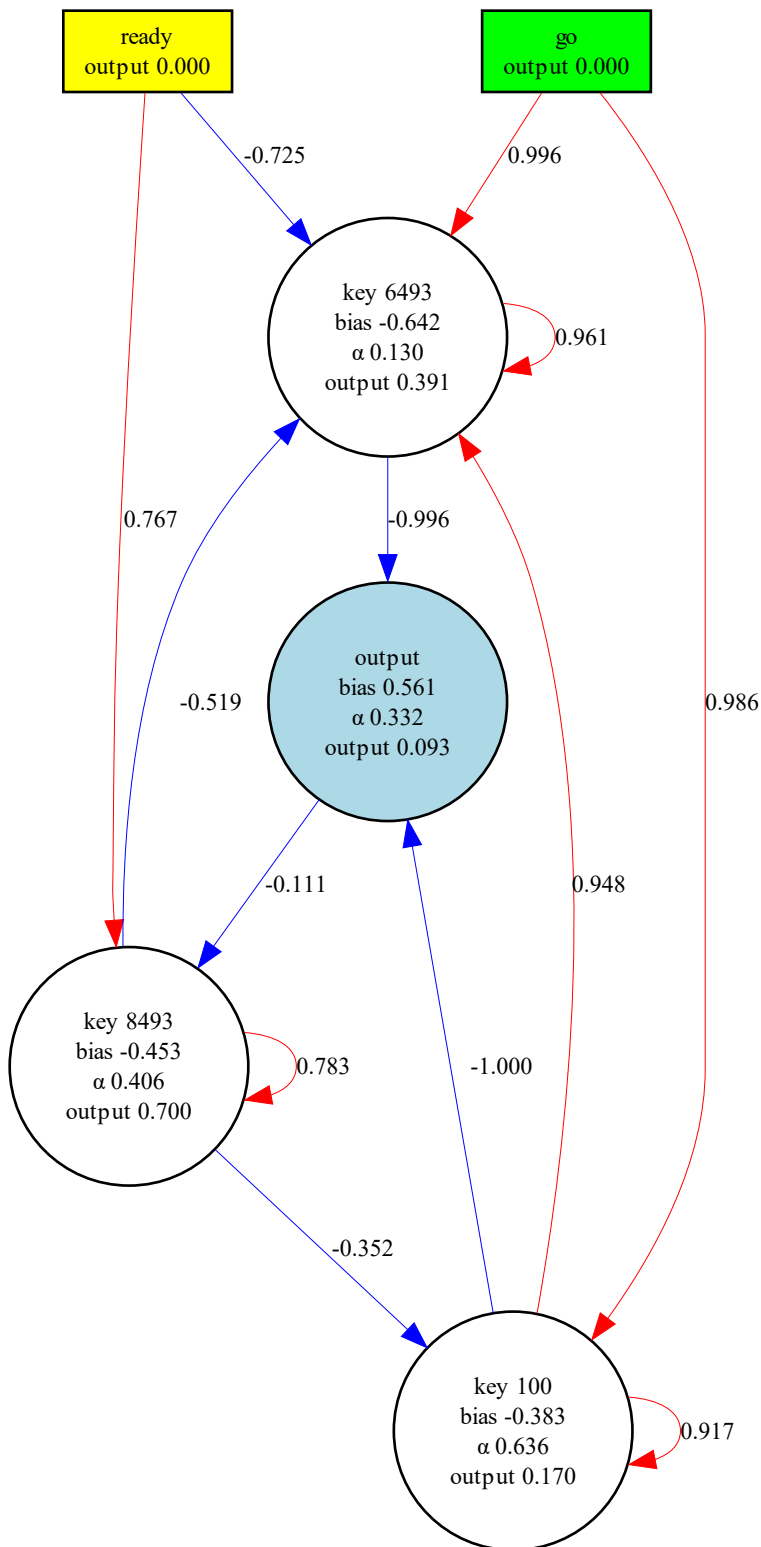 ready
output 0.000
go
output 0.000
-0.725
0.996
key 6493
bias -0.642
α 0.130
output 0.391
0.961
0.767
-0.996
-0.519
output
bias 0.561
α 0.332
output 0.093
0.986
-0.111
0.948
key 8493
bias -0.453
α 0.406
output 0.700
0.783
-1.000
-0.352
key 100
bias -0.383
α 0.636
output 0.170
0.917